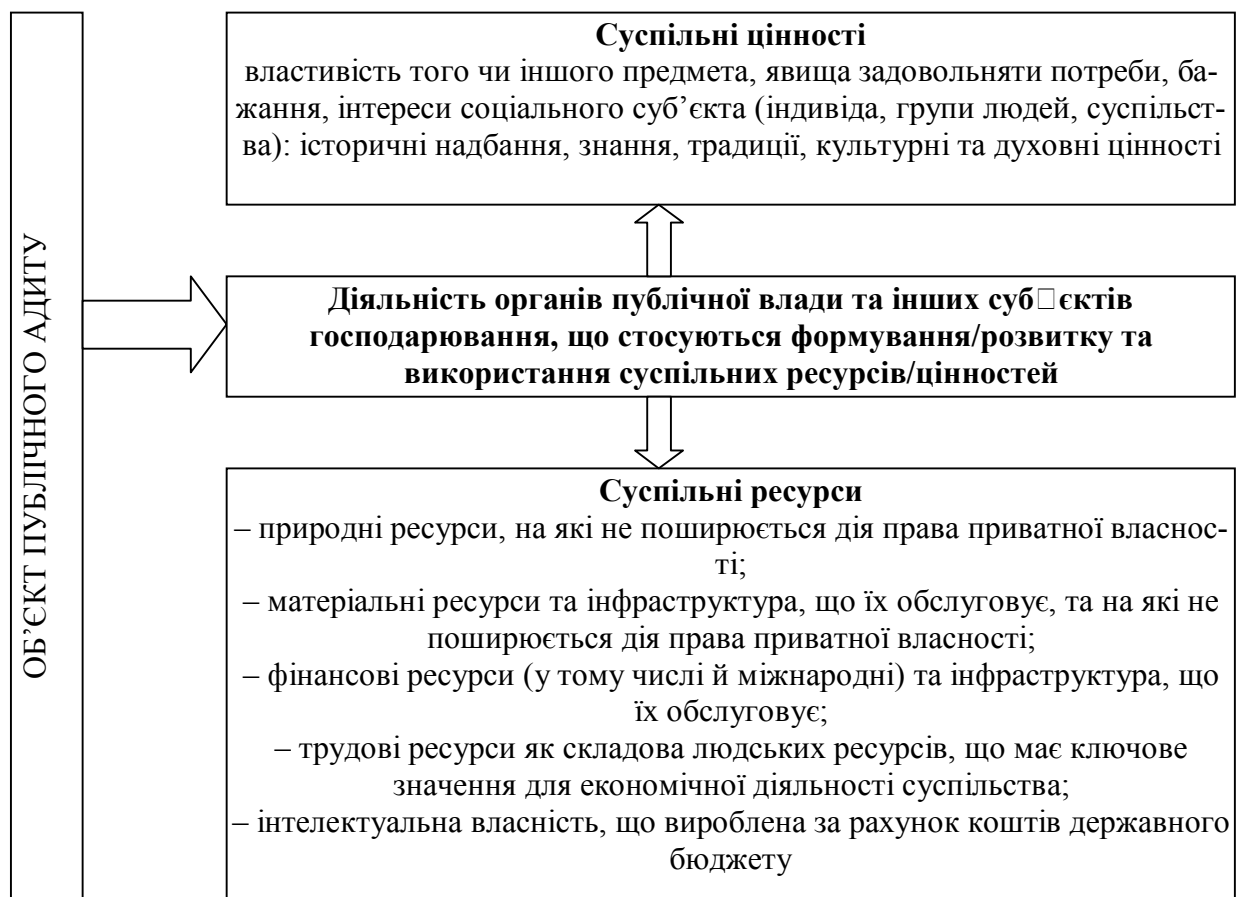 ОБ’ЄКТ ПУБЛІЧНОГО АДИТУ
Суспільні цінності
властивість того чи іншого предмета, явища задовольняти потреби, ба-
жання, інтереси соціального суб’єкта (індивіда, групи людей, суспільст-
ва): історичні надбання, знання, традиції, культурні та духовні цінності
Діяльність органів публічної влади та інших суб□єктів
господарювання, що стосуються формування/розвитку та
використання суспільних ресурсів/цінностей
Суспільні ресурси
– природні ресурси, на які не поширюється дія права приватної власнос-
ті;
– матеріальні ресурси та інфраструктура, що їх обслуговує, та на які не
поширюється дія права приватної власності;
– фінансові ресурси (у тому числі й міжнародні) та інфраструктура, що
їх обслуговує;
– трудові ресурси як складова людських ресурсів, що має ключове
значення для економічної діяльності суспільства;
– інтелектуальна власність, що вироблена за рахунок коштів державного
бюджету